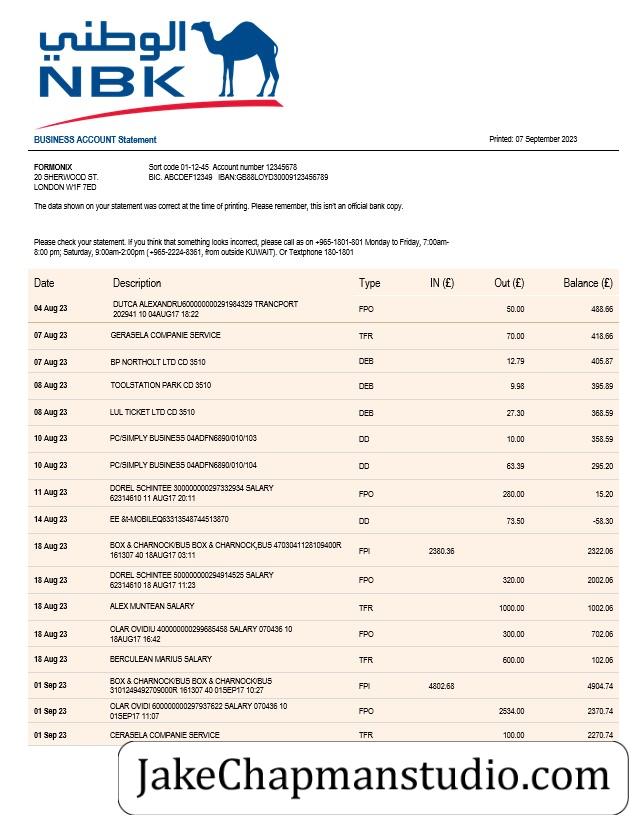 الوطني
NBK
BUSINESS ACCOUNT Statement Printed: 07 September 2023
FORMONIX Sort code 01-12-45 Account number 12345678
20 SHERWOOD ST. BIC. ABCDEF12349 IBAN:GB88LOYD30009123456789
LONDON W1F 7ED
The data shown on your statement was correct at the time of printing. Please remember, this isn't an official bank copy.
Please check your statement. If you think that something looks incorrect, please call as on +965-1801-801 Monday to Friday, 7:00am-
8:00 pm; Saturday, 9:00am-2:00pm (+965-2224-8361, from outside KUWAIT). Or Textphone 180-1801
Date Description Type IN (£) Out (£) Balance (£)
04 Aug 23 DUTCA ALEXANDRU600000000291984329 TRANCPORT
202941 10 04AUG17 18:22 FPO 50.00 488.66
07 Aug 23 GERASELA COMPANIE SERVICE TFR 70.00 418.66
07 Aug 23 BP NORTHOLT LTD CD 3510 DEB 12.79 405.87
08 Aug 23 TOOLSTATION PARK CD 3510 DEB 9.98 395.89
08 Aug 23 LUL TICKET LTD CD 3510 DEB 27.30 368.59
10 Aug 23 PC/SIMPLY BUSINESS 04ADFN6890/010/103 DD 10.00 358.59
10 Aug 23 PC/SIMPLY BUSINESS 04ADFN6890/010/104 DD 63.39 295.20
11 Aug 23 DOREL SCHINTEE 300000000297332934 SALARY
62314610 11 AUG17 20:11 FPO 280.00 15.20
14 Aug 23 EE &t-MOBILEQ63313548744513870 DD 73.50 -58.30
18 Aug 23 BOX & CHARNOCK/BUS BOX & CHARNOCK,BUS 4703041128109400R
161307 40 18AUG17 03:11 FPI 2380.36 2322.06
18 Aug 23 DOREL SCHINTEE 500000000294914525 SALARY
62314610 18 AUG17 11:23 FPO 320.00 2002.06
18 Aug 23 ALEX MUNTEAN SALARY TFR 1000.00 1002.06
18 Aug 23 OLAR OVIDIU 400000000299685458 SALARY 070436 10
18AUG17 16:42 FPO 300.00 702.06
18 Aug 23 BERCULEAN MARIUS SALARY TFR 600.00 102.06
01 Sep 23 BOX & CHARNOCK/BUS BOX & CHARNOCK/BUS
3101249492709000R 161307 40 01SEP17 10:27 FPI 4802.68 4904.74
01 Sep 23 OLAR OVIDI 600000000297937622 SALARY 070436 10
01SEP17 11:07 FPO 2534.00 2370.74
01 Sep 23 CERASELA COMPANIE SERVICE TFR 100.00 2270.74
JakeChapmanstudio.com